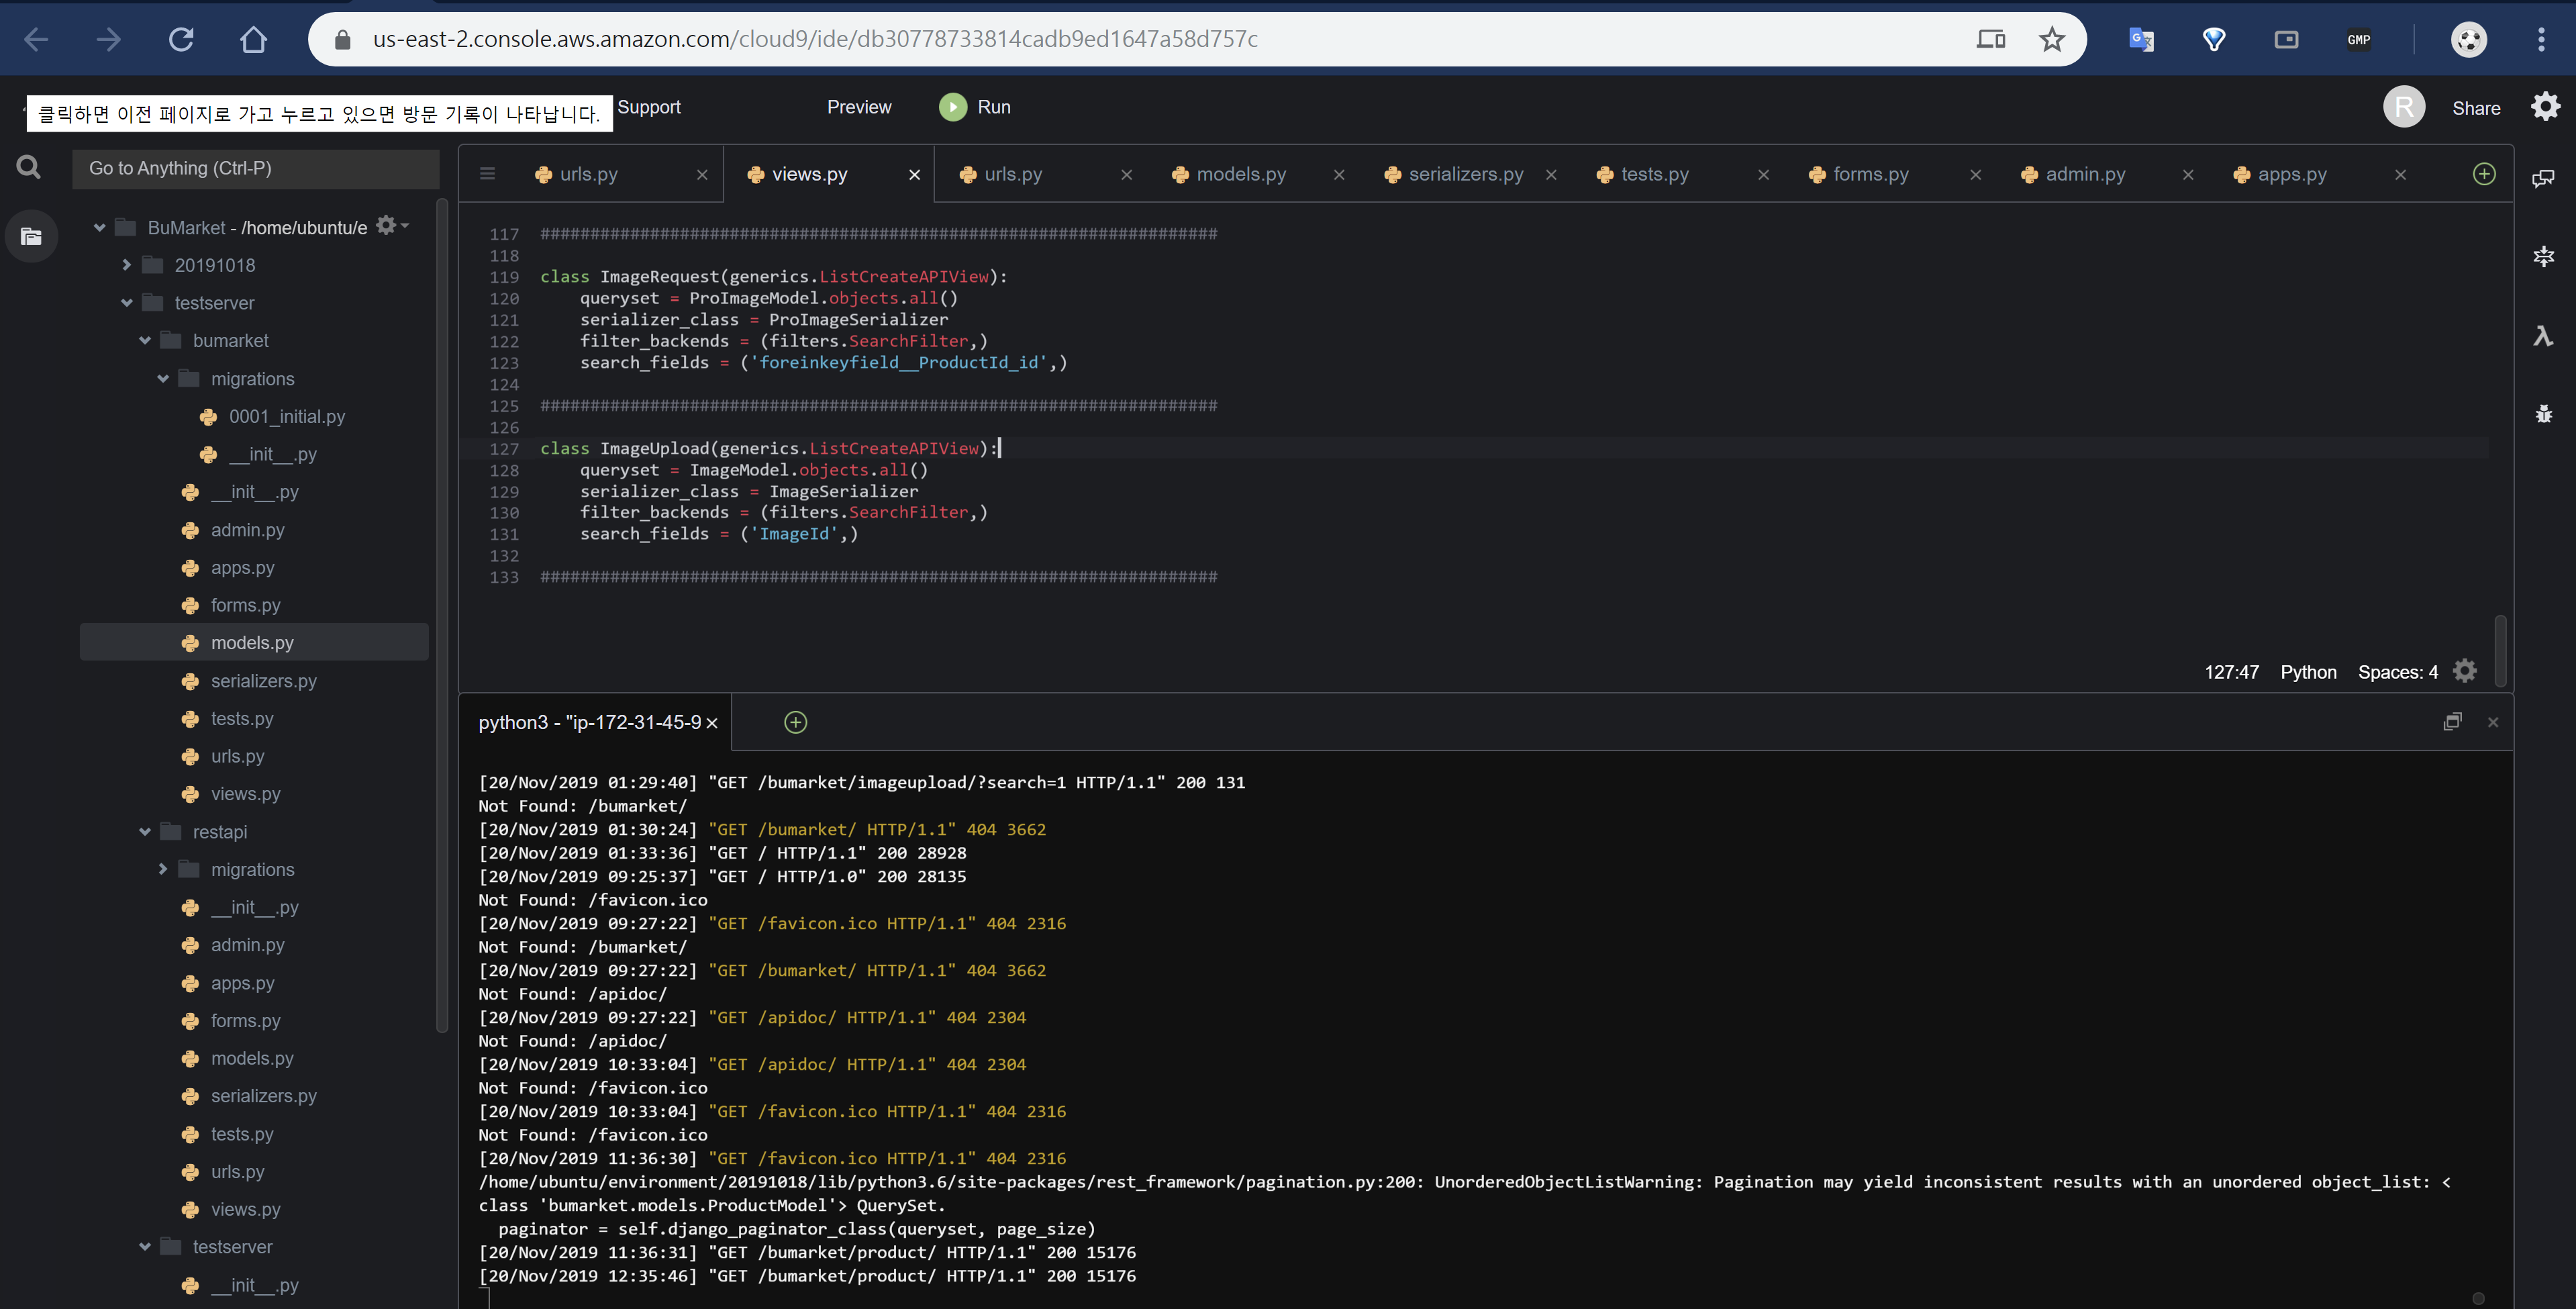 us-east-2.console.aws.amazon.com/cloud9/ide/db30778733814cadb9ed1647a58d757c
GMP
클릭하면 이전 페이지로 가고 누르고 있으면 방문 기록이 나타납니다.
Support
Preview
Run
R
Share
Go to Anything (Ctrl-P)
BuMarket - /home/ubuntu/e
20191018
testserver
bumarket
migrations
0001_initial.py
__init__.py
__init__.py
admin.py
apps.py
forms.py
models.py
serializers.py
tests.py
urls.py
views.py
restapi
migrations
__init__.py
admin.py
apps.py
forms.py
models.py
serializers.py
tests.py
urls.py
views.py
testserver
__init__.py
urls.py
views.py
urls.py
models.py
serializers.py
tests.py
forms.py
admin.py
apps.py
117 ####################################################################
118
119 class ImageRequest(generics.ListCreateAPIView):
120     queryset = ProImageModel.objects.all()
121     serializer_class = ProImageSerializer
122     filter_backends = (filters.SearchFilter,)
123     search_fields = ('foreinkeyfield__ProductId_id',)
124
125 ####################################################################
126
127 class ImageUpload(generics.ListCreateAPIView):
128     queryset = ImageModel.objects.all()
129     serializer_class = ImageSerializer
130     filter_backends = (filters.SearchFilter,)
131     search_fields = ('ImageId',)
132
133 ####################################################################
127:47 Python Spaces: 4
python3 - "ip-172-31-45-9
[20/Nov/2019 01:29:40] "GET /bumarket/imageupload/?search=1 HTTP/1.1" 200 131
Not Found: /bumarket/
[20/Nov/2019 01:30:24] "GET /bumarket/ HTTP/1.1" 404 3662
[20/Nov/2019 01:33:36] "GET / HTTP/1.1" 200 28928
[20/Nov/2019 09:25:37] "GET / HTTP/1.0" 200 28135
Not Found: /favicon.ico
[20/Nov/2019 09:27:22] "GET /favicon.ico HTTP/1.1" 404 2316
Not Found: /bumarket/
[20/Nov/2019 09:27:22] "GET /bumarket/ HTTP/1.1" 404 3662
Not Found: /apidoc/
[20/Nov/2019 09:27:22] "GET /apidoc/ HTTP/1.1" 404 2304
Not Found: /apidoc/
[20/Nov/2019 10:33:04] "GET /apidoc/ HTTP/1.1" 404 2304
Not Found: /favicon.ico
[20/Nov/2019 10:33:04] "GET /favicon.ico HTTP/1.1" 404 2316
Not Found: /favicon.ico
[20/Nov/2019 11:36:30] "GET /favicon.ico HTTP/1.1" 404 2316
/home/ubuntu/environment/20191018/lib/python3.6/site-packages/rest_framework/pagination.py:200: UnorderedObjectListWarning: Pagination may yield inconsistent results with an unordered object_list: <
class 'bumarket.models.ProductModel'> QuerySet.
  paginator = self.django_paginator_class(queryset, page_size)
[20/Nov/2019 11:36:31] "GET /bumarket/product/ HTTP/1.1" 200 15176
[20/Nov/2019 12:35:46] "GET /bumarket/product/ HTTP/1.1" 200 15176